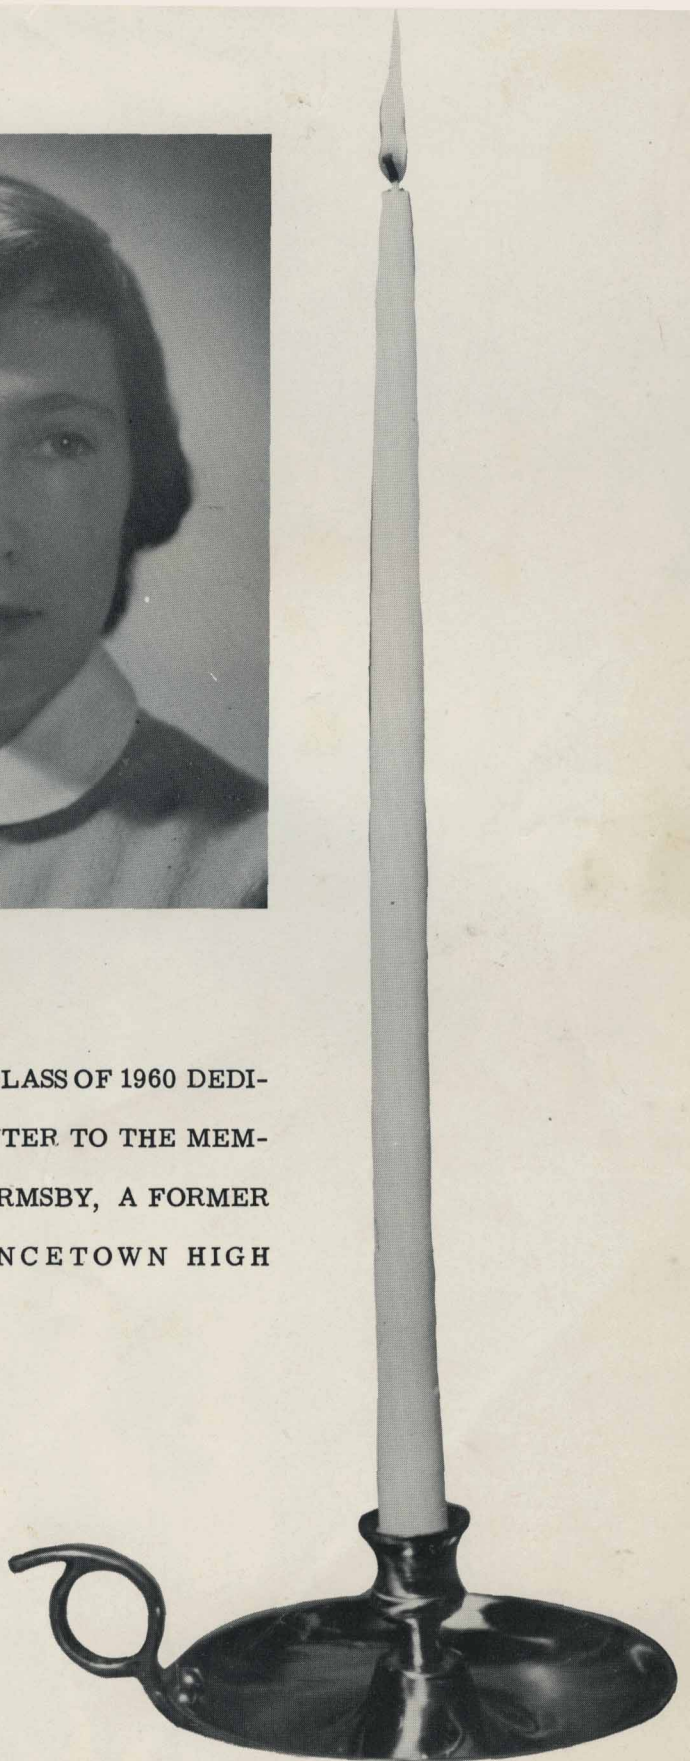 LASS OF 1960 DEDI-
TER TO THE MEM-
RMSBY, A FORMER
NCETOWN HIGH